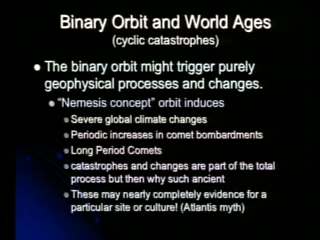 Binary Orbit and World Ages
(cyclic catastrophes)
The binary orbit might trigger purely
geophysical processes and changes.
"Nemesis concept" orbit induces
Severe global climate changes
Periodic increases in comet bombardments
Long Period Comets
catastrophes and changes are part of the total
process but then why such ancient
These may nearly completely evidence for a
particular site or culture! (Atlantis myth)